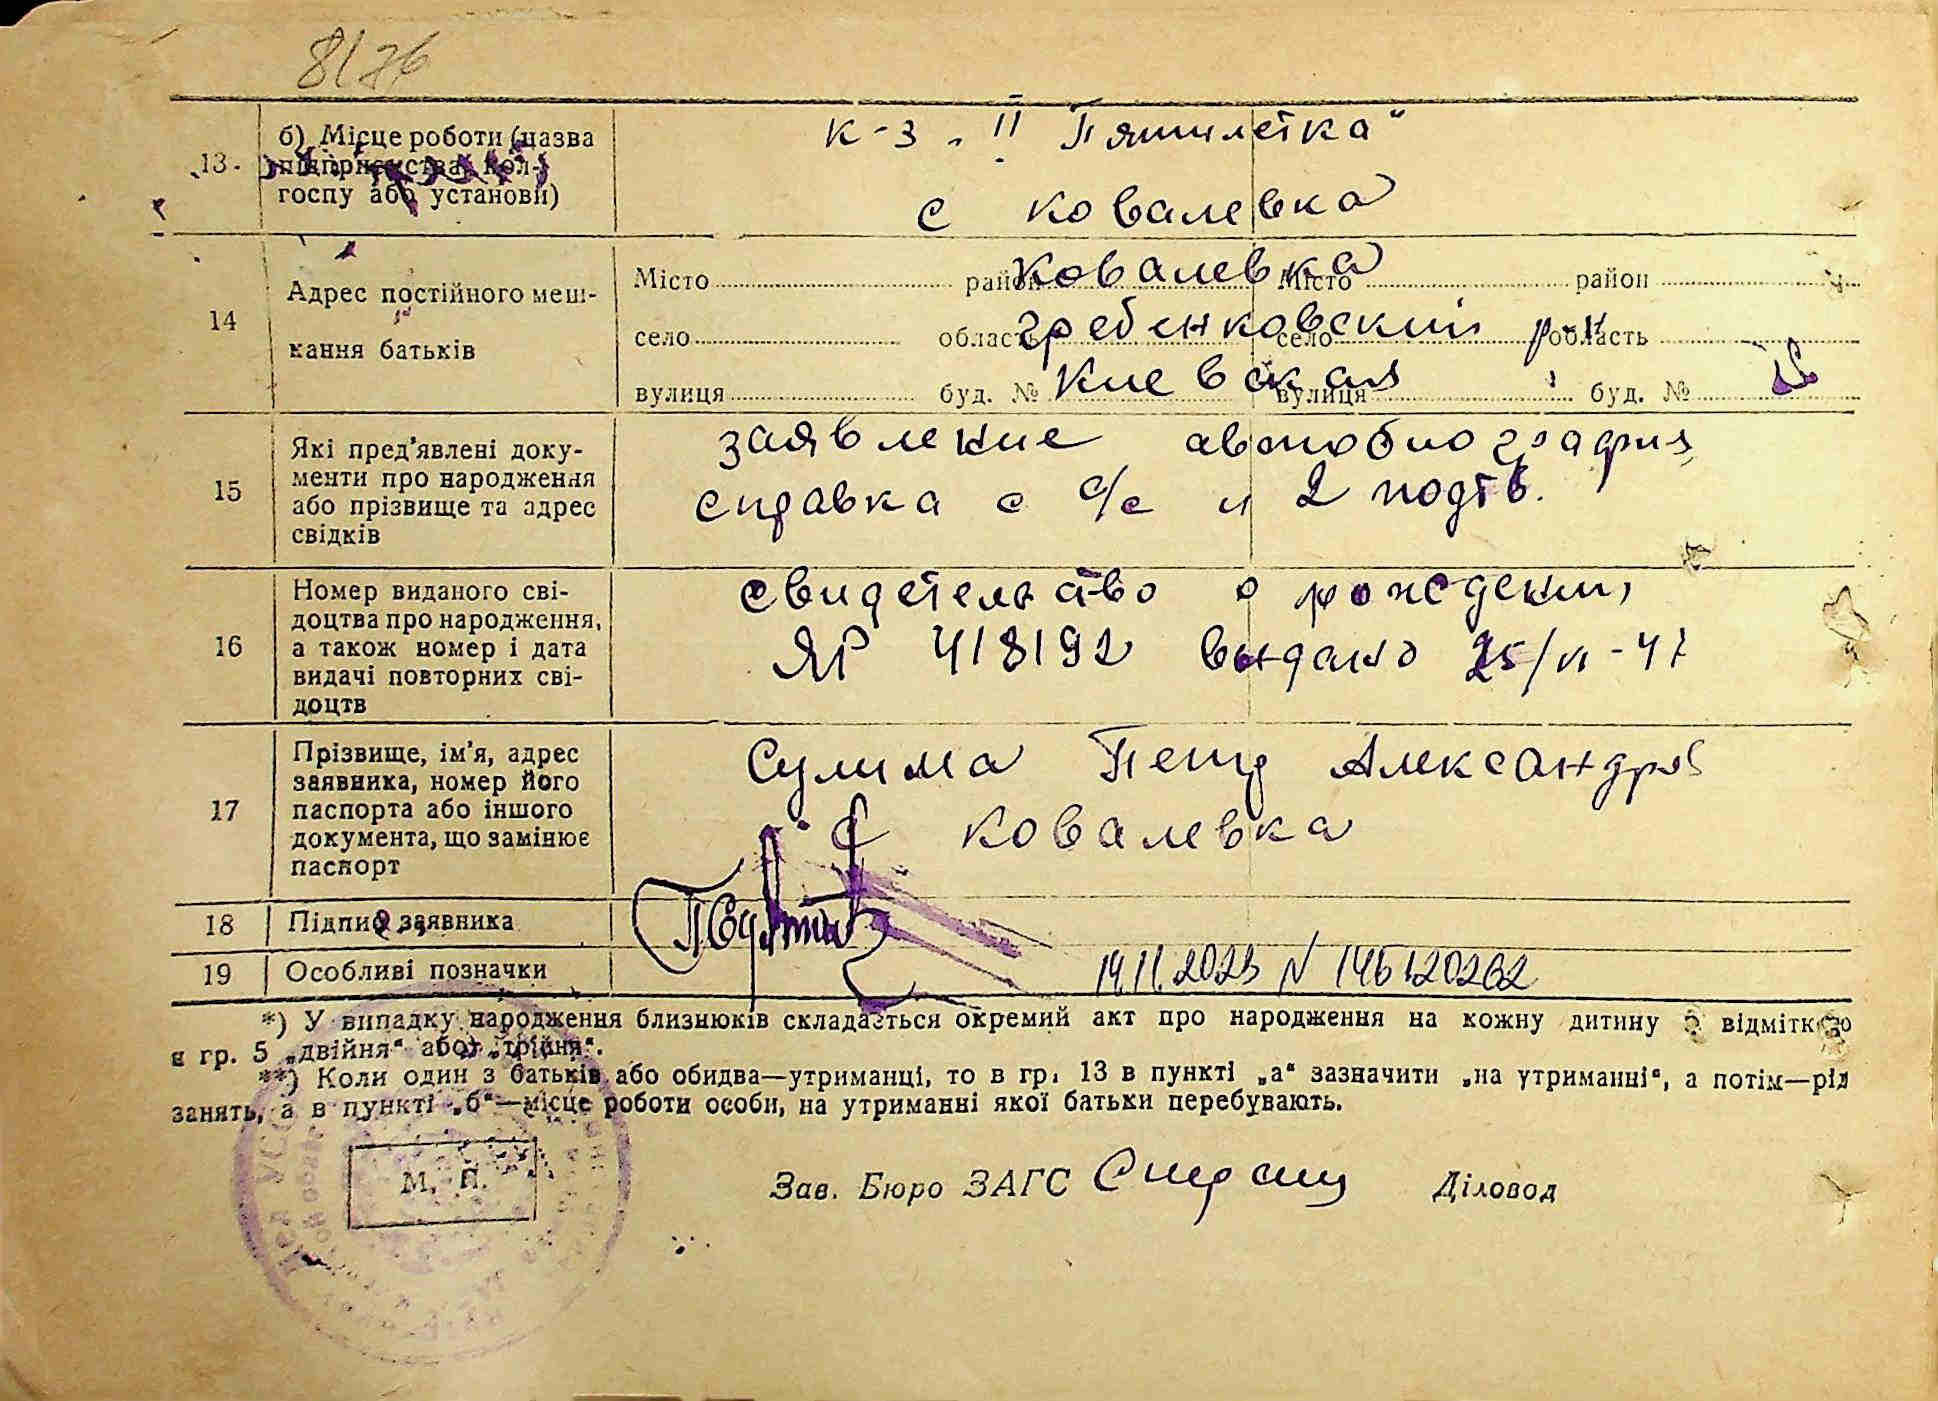 8176
13 б) Місце роботи (назва підприємства, колгоспу або установи) к-з „II Пятилетка"
с Ковалевка
14 Адрес постійного мешкання батьків
Місто район Місто район
Ковалевка
село область село область
Гребенковский р-н
вулиця буд. № вулиця буд. №
Киевская
15 Які пред'явлені документи про народження або прізвище та адрес свідків
заявление автобиография
справка с с/с и 2 подтв.
16 Номер виданого свідоцтва про народження, а також номер і дата видачі повторних свідоцтв
свидетельство о рождении
ЯР 418192 выдано 25/VI-47
17 Прізвище, ім'я, адрес заявника, номер його паспорта або іншого документа, що замінює паспорт
Сулима Петр Александров
с Ковалевка
18 Підпис заявника
19 Особливі позначки 14.11.2023 N 146120262
*) У випадку народження близнюків складається окремий акт про народження на кожну дитину з відміткою
в гр. 5 „двійня" або „трійня".
**) Коли один з батьків або обидва—утриманці, то в гр. 13 в пункті „а" зазначити „на утриманні", а потім—рід
занять, а в пункті „б"—місце роботи особи, на утриманні якої батьки перебувають.
М. П.
Зав. Бюро ЗАГС Діловод